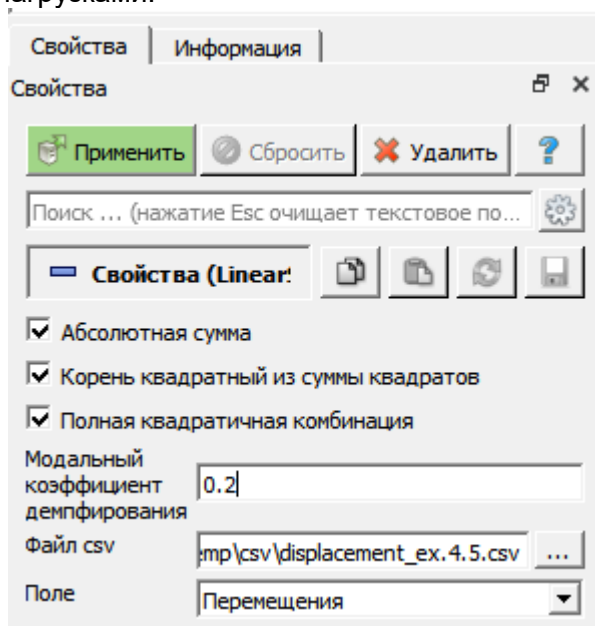 Свойства Информация
Свойства
Применить Сбросить Удалить ?
Поиск ... (нажатие Esc очищает текстовое по...
Свойства (Linear
Абсолютная сумма
Корень квадратный из суммы квадратов
Полная квадратичная комбинация
Модальный
коэффициент
демпфирования
0.2
Файл csv
emp\csv\displacement_ex.4.5.csv ...
Поле
Перемещения